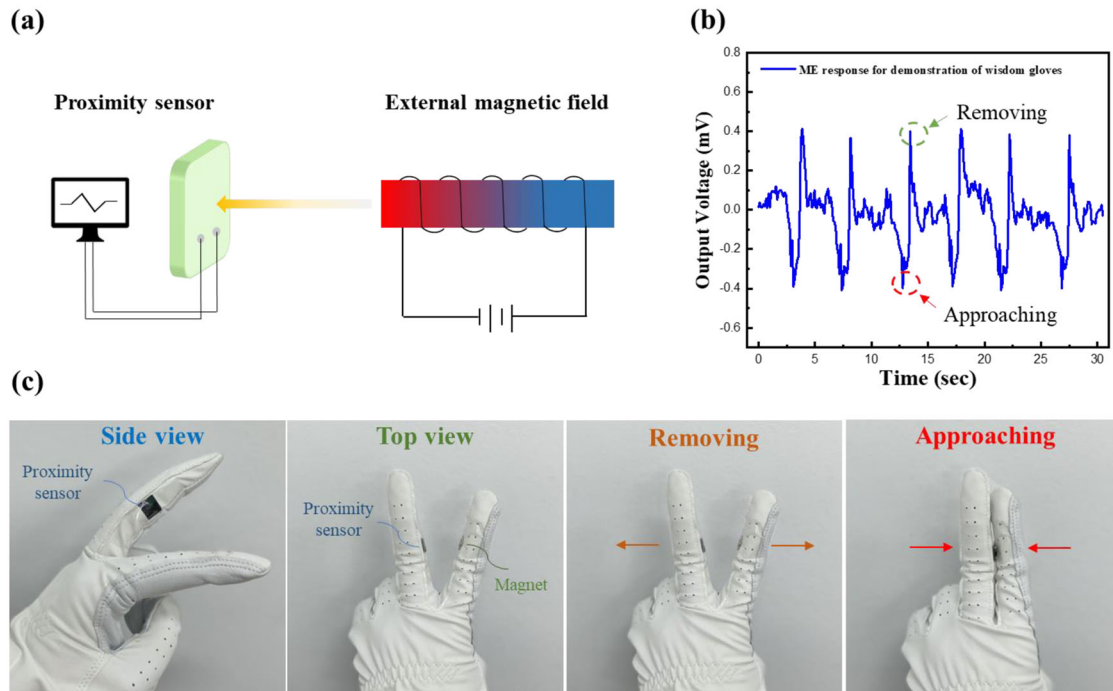 (a)
Proximity sensor
External magnetic field
(b)
0.8
0.6
0.4
0.2
0.0
-0.2
-0.4
-0.6
Output Voltage (mV)
ME response for demonstration of wisdom gloves
Removing
Approaching
0
5
10
15
20
25
30
Time (sec)
(c)
Side view
Proximity
sensor
Top view
Proximity
sensor
Magnet
Removing
Approaching